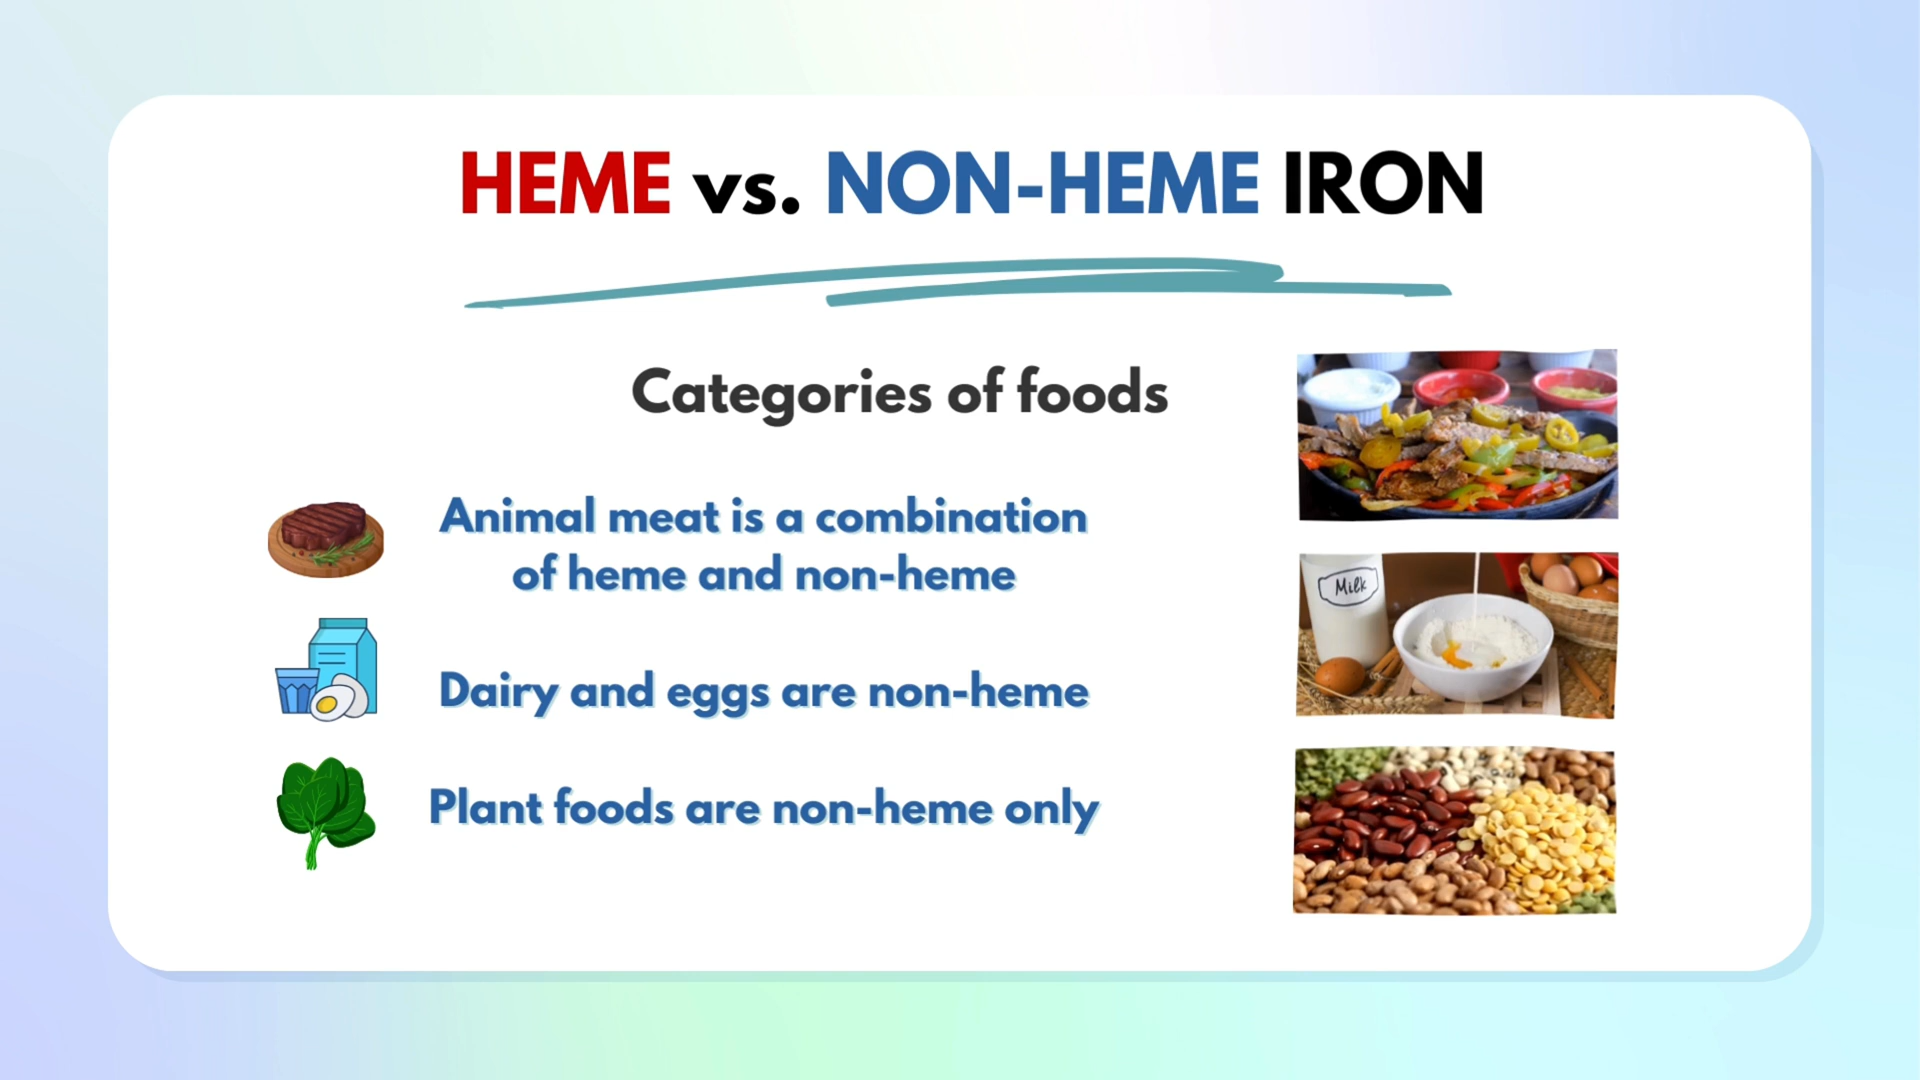 HEME vs. NON-HEME IRON
Categories of foods
Animal meat is a combination
of heme and non-heme
Dairy and eggs are non-heme
Plant foods are non-heme only
Milk